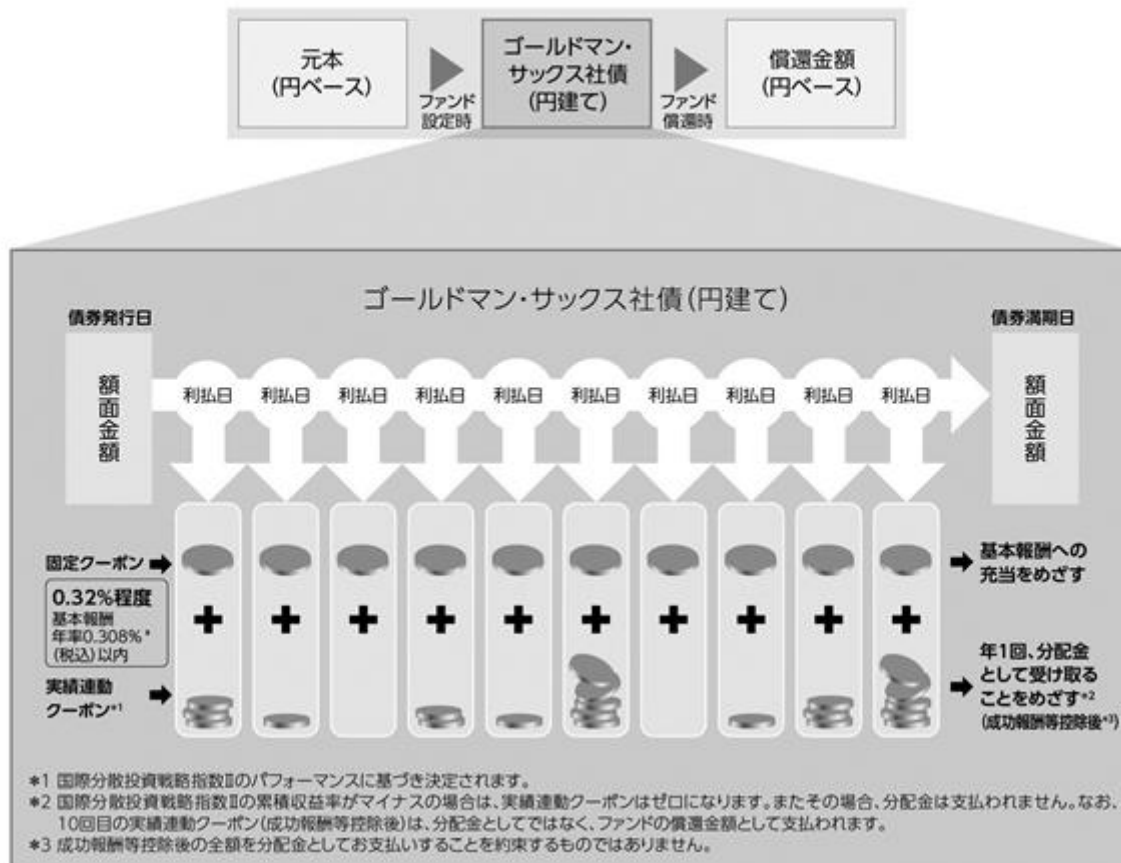 元本
(円ベース)
ファンド
設定時
ゴールドマン・
サックス社債
(円建て)
ファンド
償還時
償還金額
(円ベース)
ゴールドマン・サックス社債(円建て)
債券発行日
債券満期日
額面金額
利払日 利払日 利払日 利払日 利払日 利払日 利払日 利払日 利払日 利払日
額面金額
固定クーポン
0.32%程度
基本報酬
年率0.308%*
(税込)以内
実績連動
クーポン*1
基本報酬への
充当をめざす
年1回、分配金
として受け取る
ことをめざす*2
(成功報酬等控除後*3)
*1 国際分散投資戦略指数Ⅱのパフォーマンスに基づき決定されます。
*2 国際分散投資戦略指数Ⅱの累積収益率がマイナスの場合は、実績連動クーポンはゼロになります。またその場合、分配金は支払われません。なお、
10回目の実績連動クーポン(成功報酬等控除後)は、分配金としてではなく、ファンドの償還金額として支払われます。
*3 成功報酬等控除後の全額を分配金としてお支払いすることを約束するものではありません。